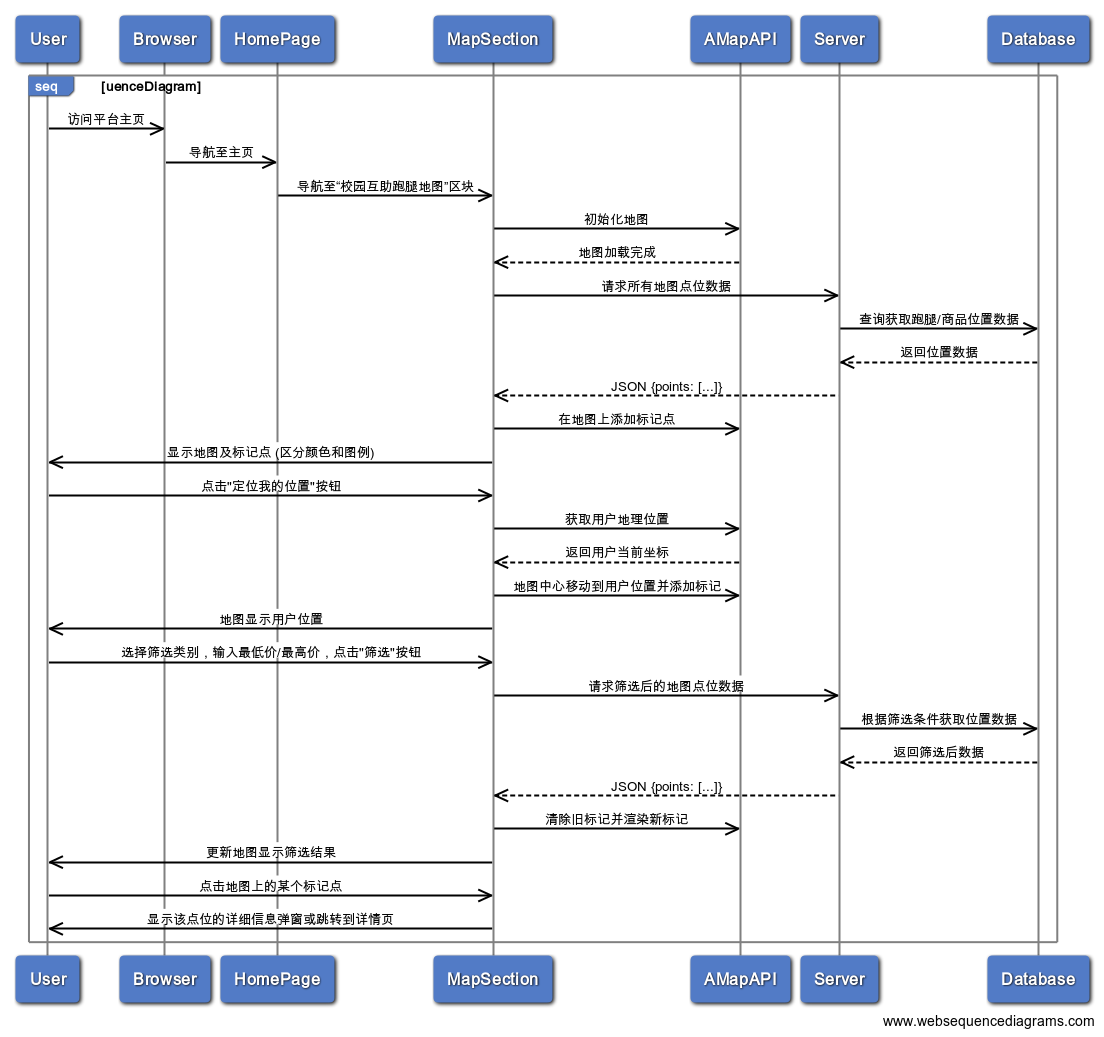 User Browser HomePage MapSection AMapAPI Server Database
seq [uenceDiagram]
访问平台主页
导航至主页
导航至“校园互助跑腿地图”区块
初始化地图
地图加载完成
请求所有地图点位数据
查询获取跑腿/商品位置数据
返回位置数据
JSON {points: [...]}
在地图上添加标记点
显示地图及标记点 (区分颜色和图例)
点击"定位我的位置"按钮
获取用户地理位置
返回用户当前坐标
地图中心移动到用户位置并添加标记
地图显示用户位置
选择筛选类别，输入最低价/最高价，点击"筛选"按钮
请求筛选后的地图点位数据
根据筛选条件获取位置数据
返回筛选后数据
JSON {points: [...]}
清除旧标记并渲染新标记
更新地图显示筛选结果
点击地图上的某个标记点
显示该点位的详细信息弹窗或跳转到详情页
User Browser HomePage MapSection AMapAPI Server Database
www.websequencediagrams.com